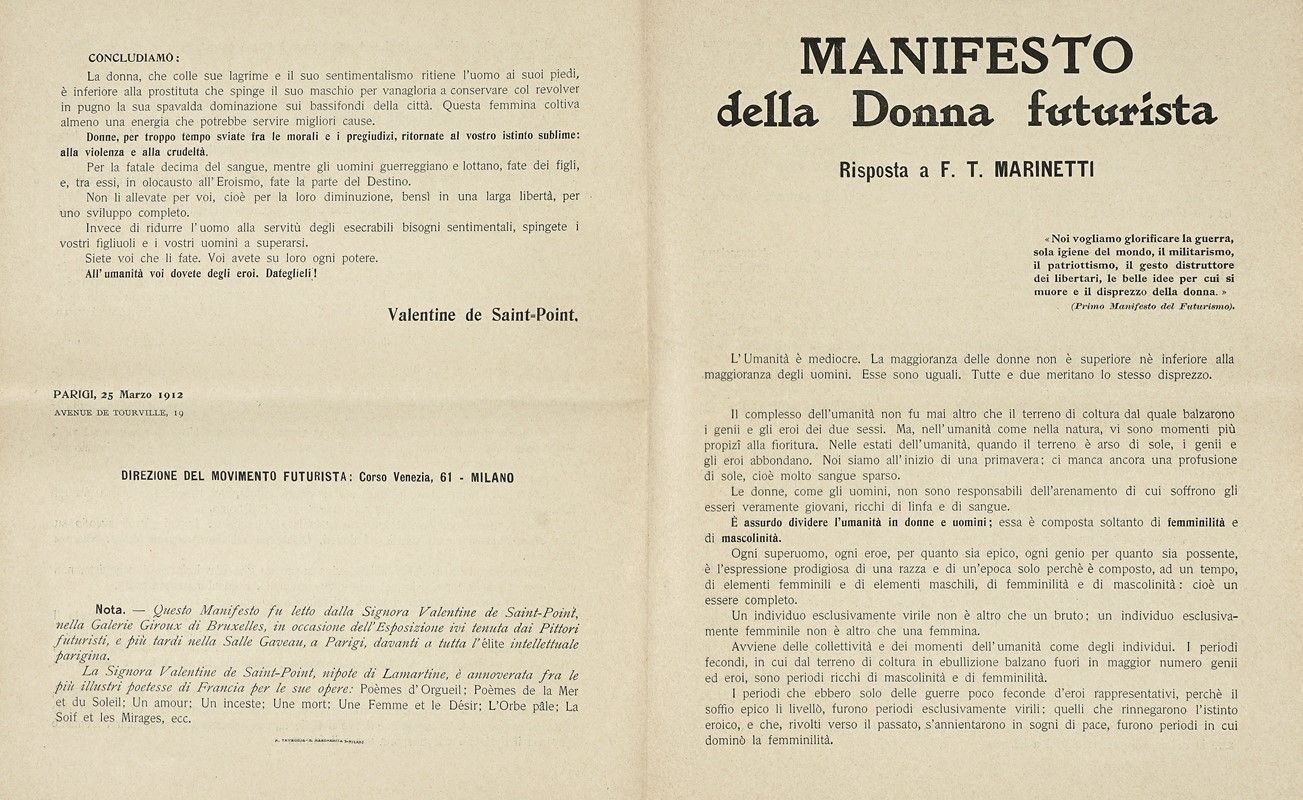 CONCLUDIAMO:
La donna, che colle sue lagrime e il suo sentimentalismo ritiene l'uomo ai suoi piedi,
è inferiore alla prostituta che spinge il suo maschio per vanagloria a conservare col revolver
in pugno la sua spavalda dominazione sui bassifondi della città. Questa femmina coltiva
almeno una energia che potrebbe servire migliori cause.
Donne, per troppo tempo sviate fra le morali e i pregiudizi, ritornate al vostro istinto sublime:
alla violenza e alla crudeltà.
Per la fatale decima del sangue, mentre gli uomini guerreggiano e lottano, fate dei figli,
e, tra essi, in olocausto all'Eroismo, fate la parte del Destino.
Non li allevate per voi, cioè per la loro diminuzione, bensì in una larga libertà, per
uno sviluppo completo.
Invece di ridurre l'uomo alla servitù degli esecrabili bisogni sentimentali, spingete i
vostri figliuoli e i vostri uomini a superarsi.
Siete voi che li fate. Voi avete su loro ogni potere.
All'umanità voi dovete degli eroi. Dateglieli!
Valentine de Saint-Point.
PARIGI, 25 Marzo 1912
AVENUE DE TOURVILLE, 19
DIREZIONE DEL MOVIMENTO FUTURISTA: Corso Venezia, 61 - MILANO
Nota. — Questo Manifesto fu letto dalla Signora Valentine de Saint-Point,
nella Galerie Giroux di Bruxelles, in occasione dell'Esposizione ivi tenuta dai Pittori
futuristi, e più tardi nella Salle Gaveau, a Parigi, davanti a tutta l'élite intellettuale
parigina.
La Signora Valentine de Saint-Point, nipote di Lamartine, è annoverata fra le
più illustri poetesse di Francia per le sue opere: Poèmes d'Orgueil; Poèmes de la Mer
et du Soleil; Un amour; Un inceste; Une mort; Une Femme et le Désir; L'Orbe pâle; La
Soif et les Mirages, ecc.
MANIFESTO
della Donna futurista
Risposta a F. T. MARINETTI
«Noi vogliamo glorificare la guerra,
sola igiene del mondo, il militarismo,
il patriottismo, il gesto distruttore
dei libertari, le belle idee per cui si
muore e il disprezzo della donna.»
(Primo Manifesto del Futurismo).
L'Umanità è mediocre. La maggioranza delle donne non è superiore nè inferiore alla
maggioranza degli uomini. Esse sono uguali. Tutte e due meritano lo stesso disprezzo.
Il complesso dell'umanità non fu mai altro che il terreno di coltura dal quale balzarono
i genii e gli eroi dei due sessi. Ma, nell'umanità come nella natura, vi sono momenti più
propizî alla fioritura. Nelle estati dell'umanità, quando il terreno è arso di sole, i genii e
gli eroi abbondano. Noi siamo all'inizio di una primavera; ci manca ancora una profusione
di sole, cioè molto sangue sparso.
Le donne, come gli uomini, non sono responsabili dell'arenamento di cui soffrono gli
esseri veramente giovani, ricchi di linfa e di sangue.
È assurdo dividere l'umanità in donne e uomini; essa è composta soltanto di femminilità e
di mascolinità.
Ogni superuomo, ogni eroe, per quanto sia epico, ogni genio per quanto sia possente,
è l'espressione prodigiosa di una razza e di un'epoca solo perchè è composto, ad un tempo,
di elementi femminili e di elementi maschili, di femminilità e di mascolinità: cioè un
essere completo.
Un individuo esclusivamente virile non è altro che un bruto; un individuo esclusiva-
mente femminile non è altro che una femmina.
Avviene delle collettività e dei momenti dell'umanità come degli individui. I periodi
fecondi, in cui dal terreno di coltura in ebullizione balzano fuori in maggior numero genii
ed eroi, sono periodi ricchi di mascolinità e di femminilità.
I periodi che ebbero solo delle guerre poco feconde d'eroi rappresentativi, perchè il
soffio epico li livellò, furono periodi esclusivamente virili; quelli che rinnegarono l'istinto
eroico, e che, rivolti verso il passato, s'annientarono in sogni di pace, furono periodi in cui
dominò la femminilità.